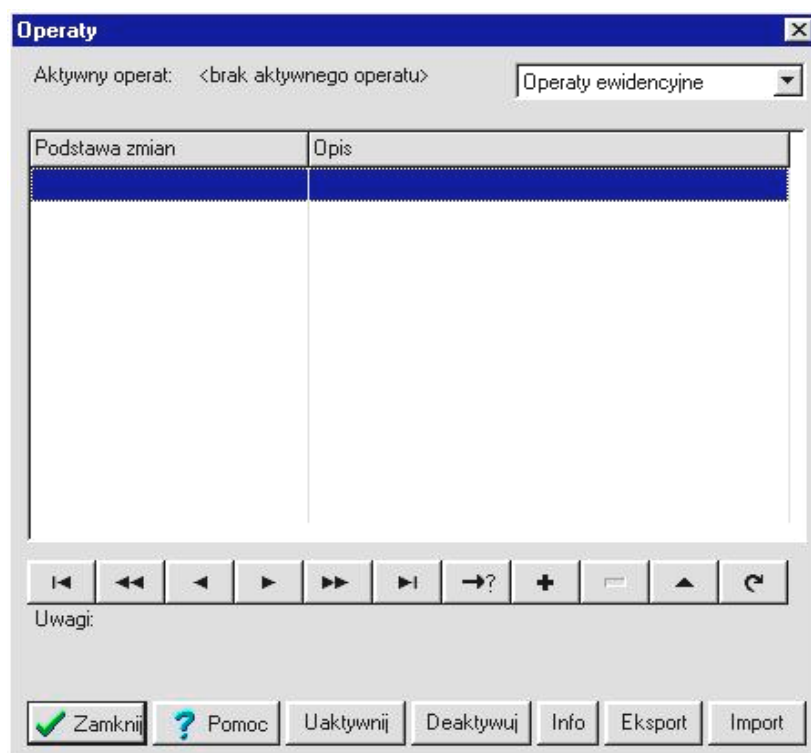 Operaty
Aktywny operat: <brak aktywnego operatu> Operaty ewidencyjne
Podstawa zmian Opis
?
Uwagi:
Zamknij ? Pomoc Uaktywnij Deaktywuj Info Eksport Import